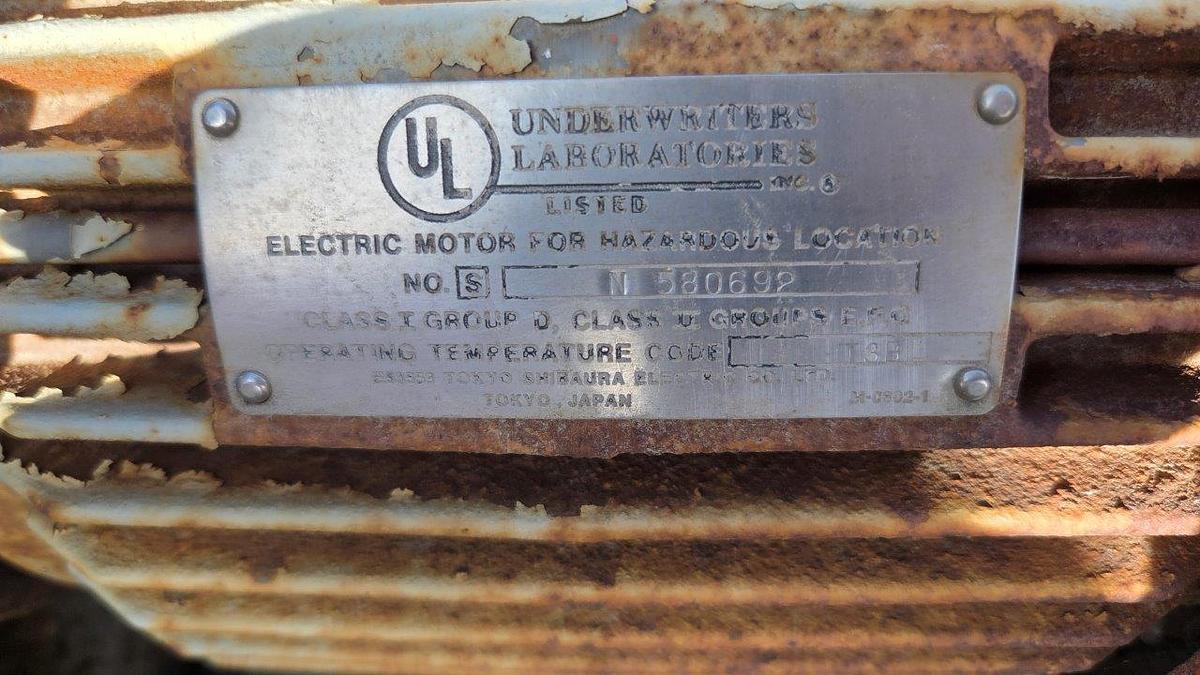 UL
UNDERWRITERS
LABORATORIES
INC. ®
LISTED
ELECTRIC MOTOR FOR HAZARDOUS LOCATION
NO. S N 580692
CLASS I GROUP D, CLASS II GROUPS E.F.G
OPERATING TEMPERATURE CODE T3B
TOKYO SHIBAURA ELECTRIC CO. LTD.
TOKYO, JAPAN